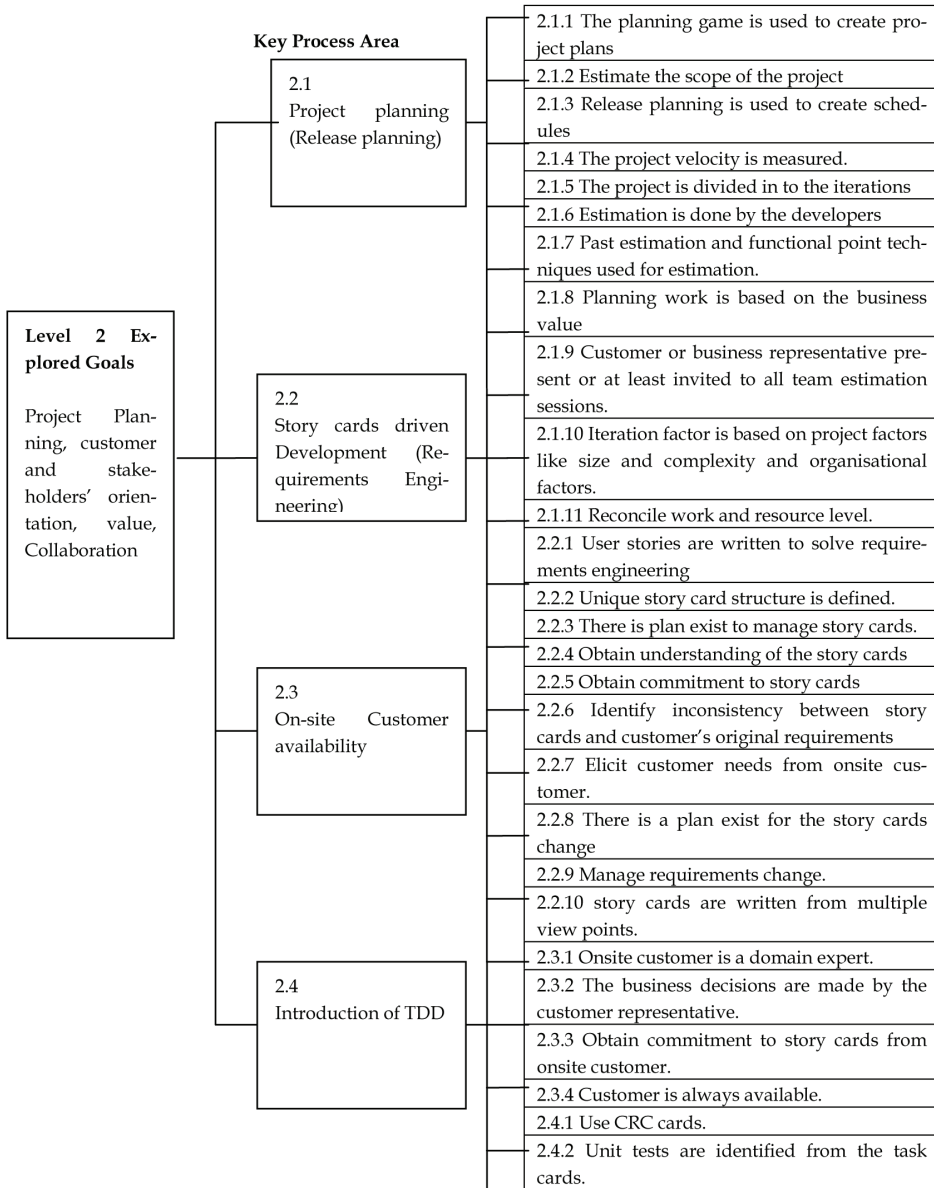 Key Process Area
Level 2 Ex-
plored Goals
Project Plan-
ning, customer
and stake-
holders’ orien-
tation, value,
Collaboration
2.1
Project planning
(Release planning)
2.2
Story cards driven
Development (Re-
quirements Engi-
neering)
2.3
On-site Customer
availability
2.4
Introduction of TDD
2.1.1 The planning game is used to create pro-
ject plans
2.1.2 Estimate the scope of the project
2.1.3 Release planning is used to create sched-
ules
2.1.4 The project velocity is measured.
2.1.5 The project is divided in to the iterations
2.1.6 Estimation is done by the developers
2.1.7 Past estimation and functional point tech-
niques used for estimation.
2.1.8 Planning work is based on the business
value
2.1.9 Customer or business representative pre-
sent or at least invited to all team estimation
sessions.
2.1.10 Iteration factor is based on project factors
like size and complexity and organisational
factors.
2.1.11 Reconcile work and resource level.
2.2.1 User stories are written to solve require-
ments engineering
2.2.2 Unique story card structure is defined.
2.2.3 There is plan exist to manage story cards.
2.2.4 Obtain understanding of the story cards
2.2.5 Obtain commitment to story cards
2.2.6 Identify inconsistency between story
cards and customer’s original requirements
2.2.7 Elicit customer needs from onsite cus-
tomer.
2.2.8 There is a plan exist for the story cards
change
2.2.9 Manage requirements change.
2.2.10 story cards are written from multiple
view points.
2.3.1 Onsite customer is a domain expert.
2.3.2 The business decisions are made by the
customer representative.
2.3.3 Obtain commitment to story cards from
onsite customer.
2.3.4 Customer is always available.
2.4.1 Use CRC cards.
2.4.2 Unit tests are identified from the task
cards.